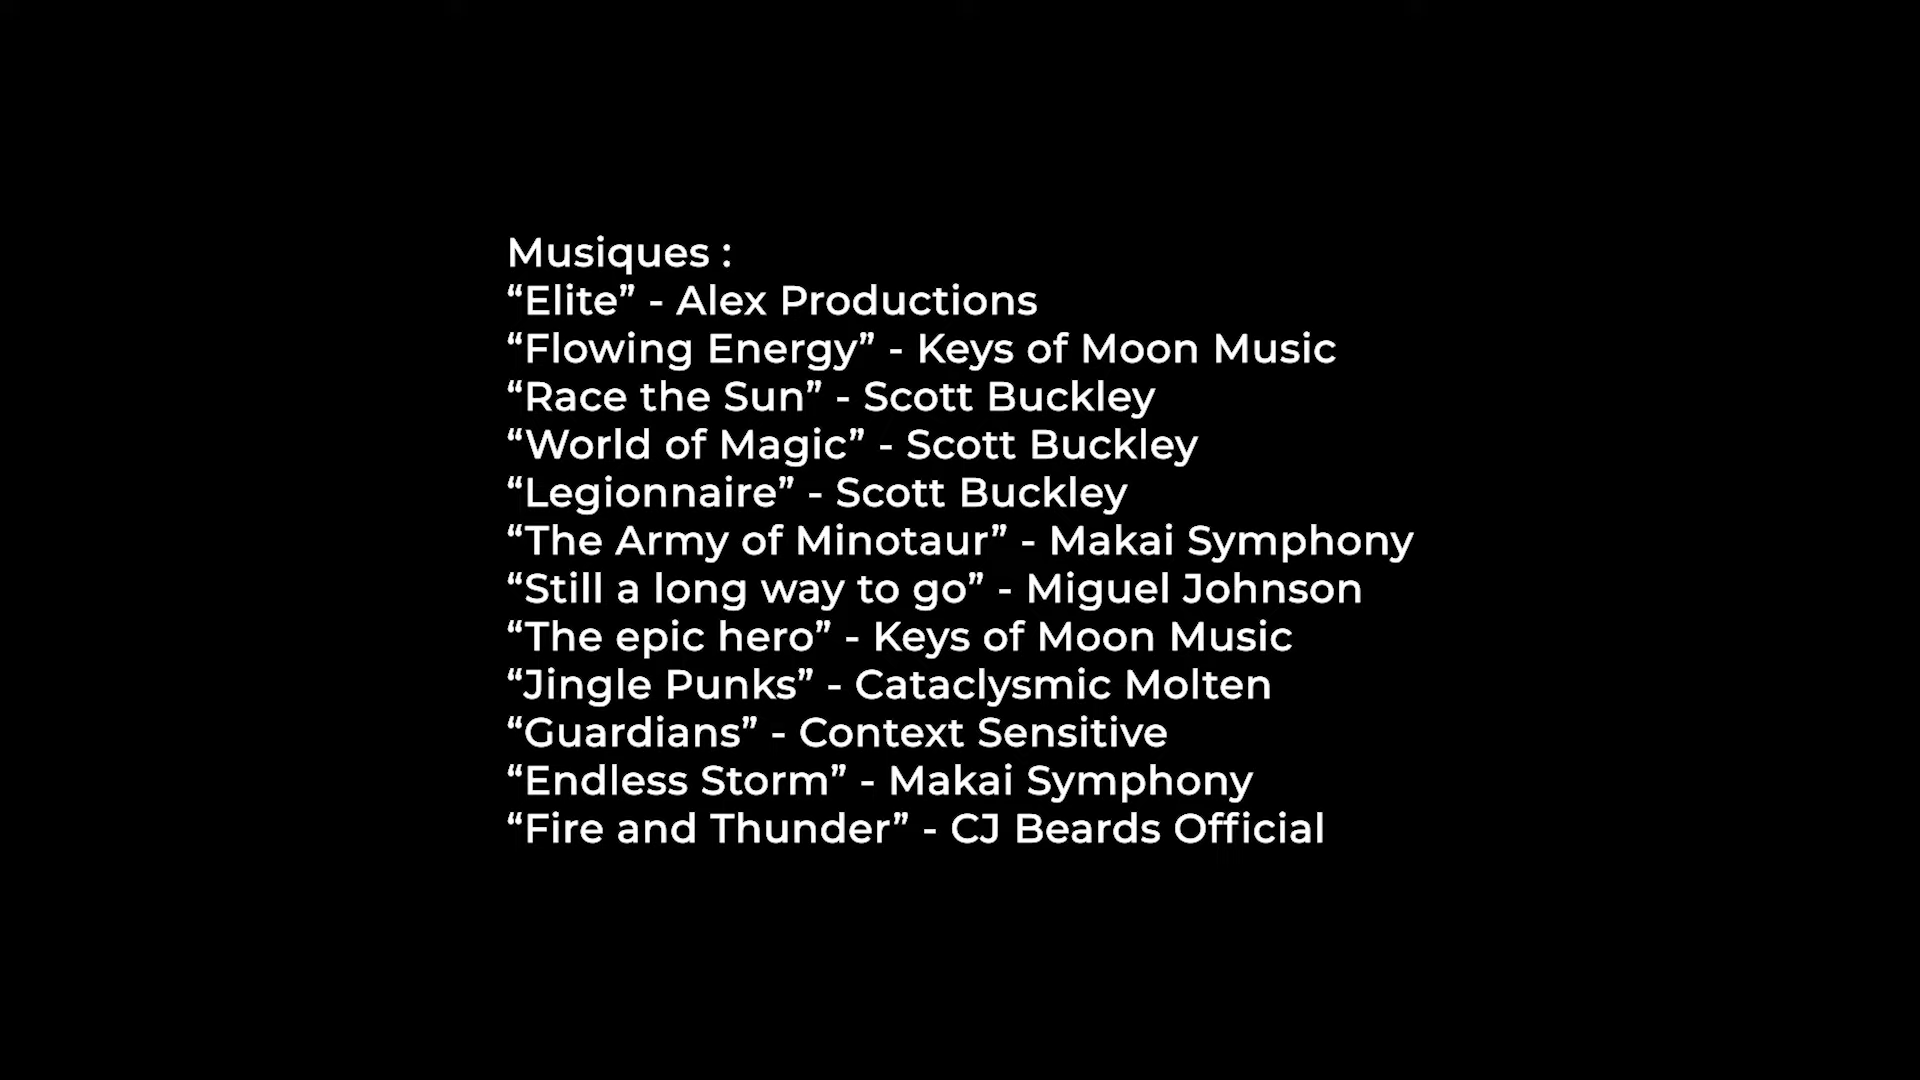 Musiques :
“Elite” - Alex Productions
“Flowing Energy” - Keys of Moon Music
“Race the Sun” - Scott Buckley
“World of Magic” - Scott Buckley
“Legionnaire” - Scott Buckley
“The Army of Minotaur” - Makai Symphony
“Still a long way to go” - Miguel Johnson
“The epic hero” - Keys of Moon Music
“Jingle Punks” - Cataclysmic Molten
“Guardians” - Context Sensitive
“Endless Storm” - Makai Symphony
“Fire and Thunder” - CJ Beards Official